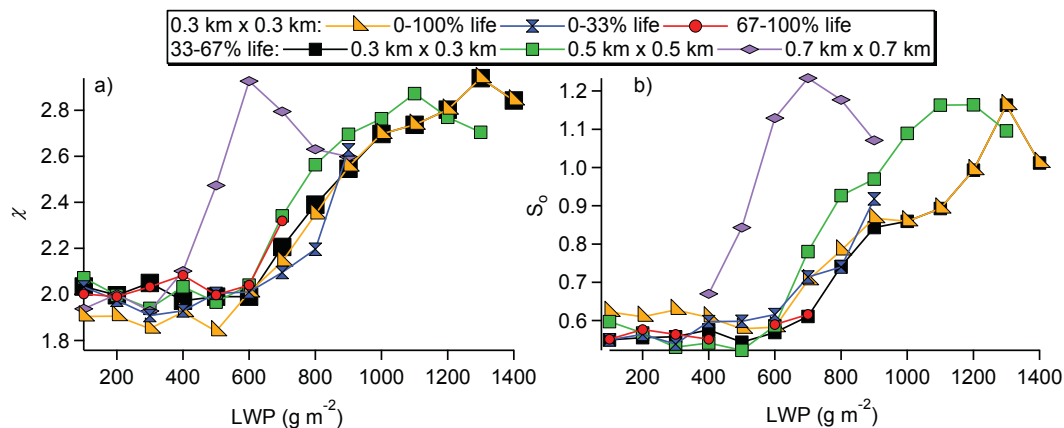 0.3 km x 0.3 km: 0-100% life 0-33% life 67-100% life
33-67% life: 0.3 km x 0.3 km 0.5 km x 0.5 km 0.7 km x 0.7 km
a)
2.8
2.6
2.4
2.2
2.0
1.8
χ
200 400 600 800 1000 1200 1400
LWP (g m⁻²)
b)
1.2
1.1
1.0
0.9
0.8
0.7
0.6
Sₒ
200 400 600 800 1000 1200 1400
LWP (g m⁻²)